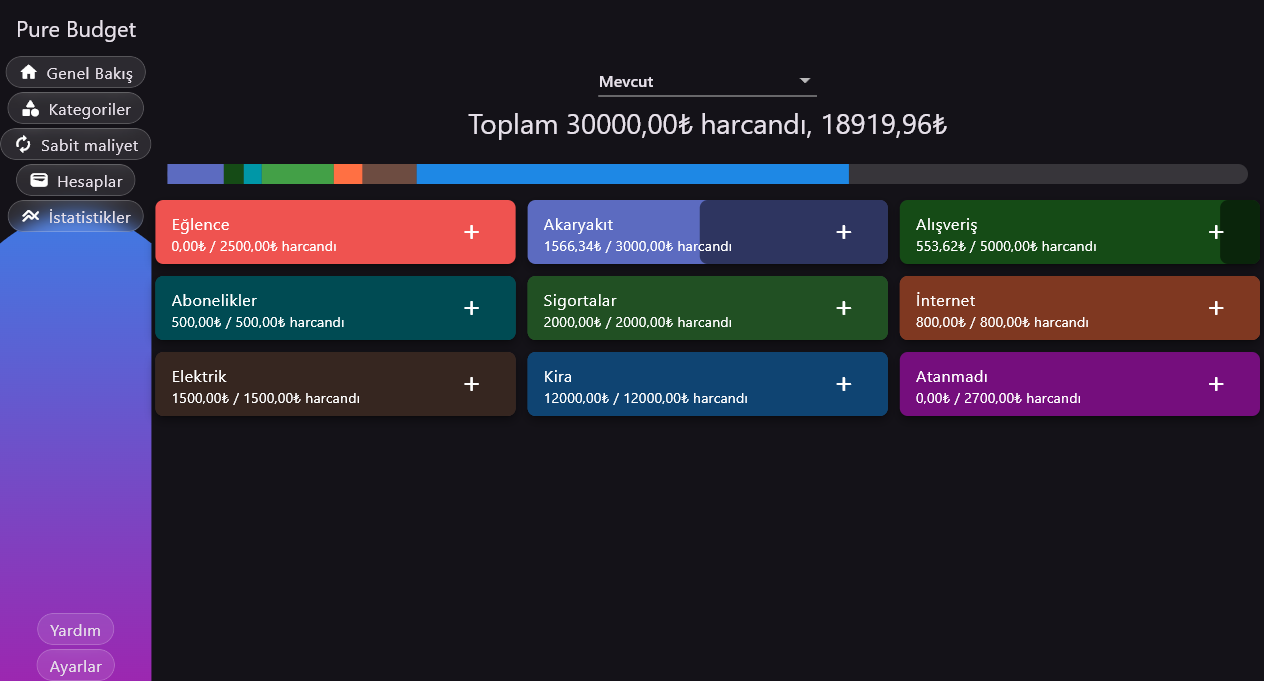 Pure Budget
Genel Bakış
Kategoriler
Sabit maliyet
Hesaplar
İstatistikler
Yardım
Ayarlar
Mevcut
Toplam 30000,00₺ harcandı, 18919,96₺
Eğlence
0,00₺ / 2500,00₺ harcandı
Akaryakıt
1566,34₺ / 3000,00₺ harcandı
Alışveriş
553,62₺ / 5000,00₺ harcandı
Abonelikler
500,00₺ / 500,00₺ harcandı
Sigortalar
2000,00₺ / 2000,00₺ harcandı
İnternet
800,00₺ / 800,00₺ harcandı
Elektrik
1500,00₺ / 1500,00₺ harcandı
Kira
12000,00₺ / 12000,00₺ harcandı
Atanmadı
0,00₺ / 2700,00₺ harcandı